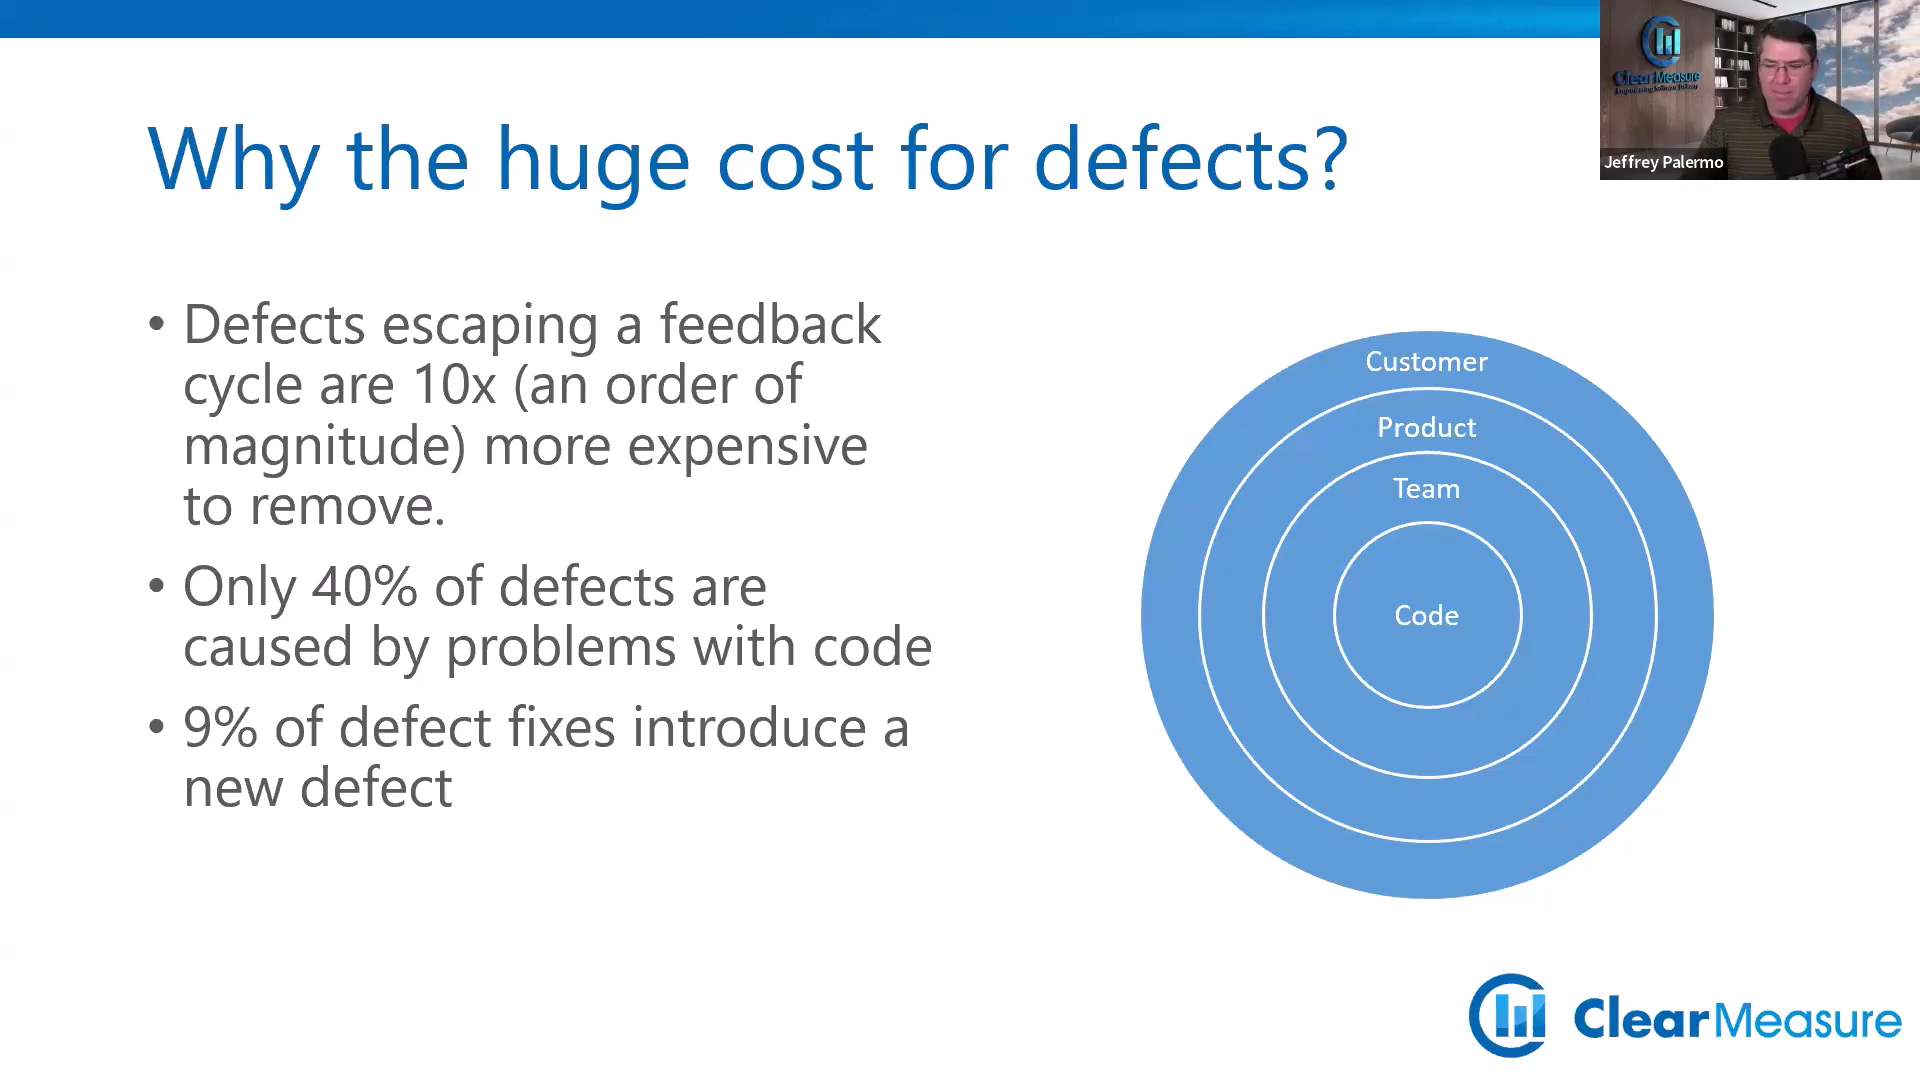 Why the huge cost for defects?
• Defects escaping a feedback
cycle are 10x (an order of
magnitude) more expensive
to remove.
• Only 40% of defects are
caused by problems with code
• 9% of defect fixes introduce a
new defect
Customer
Product
Team
Code
ClearMeasure
Jeffrey Palermo
ClearMeasure